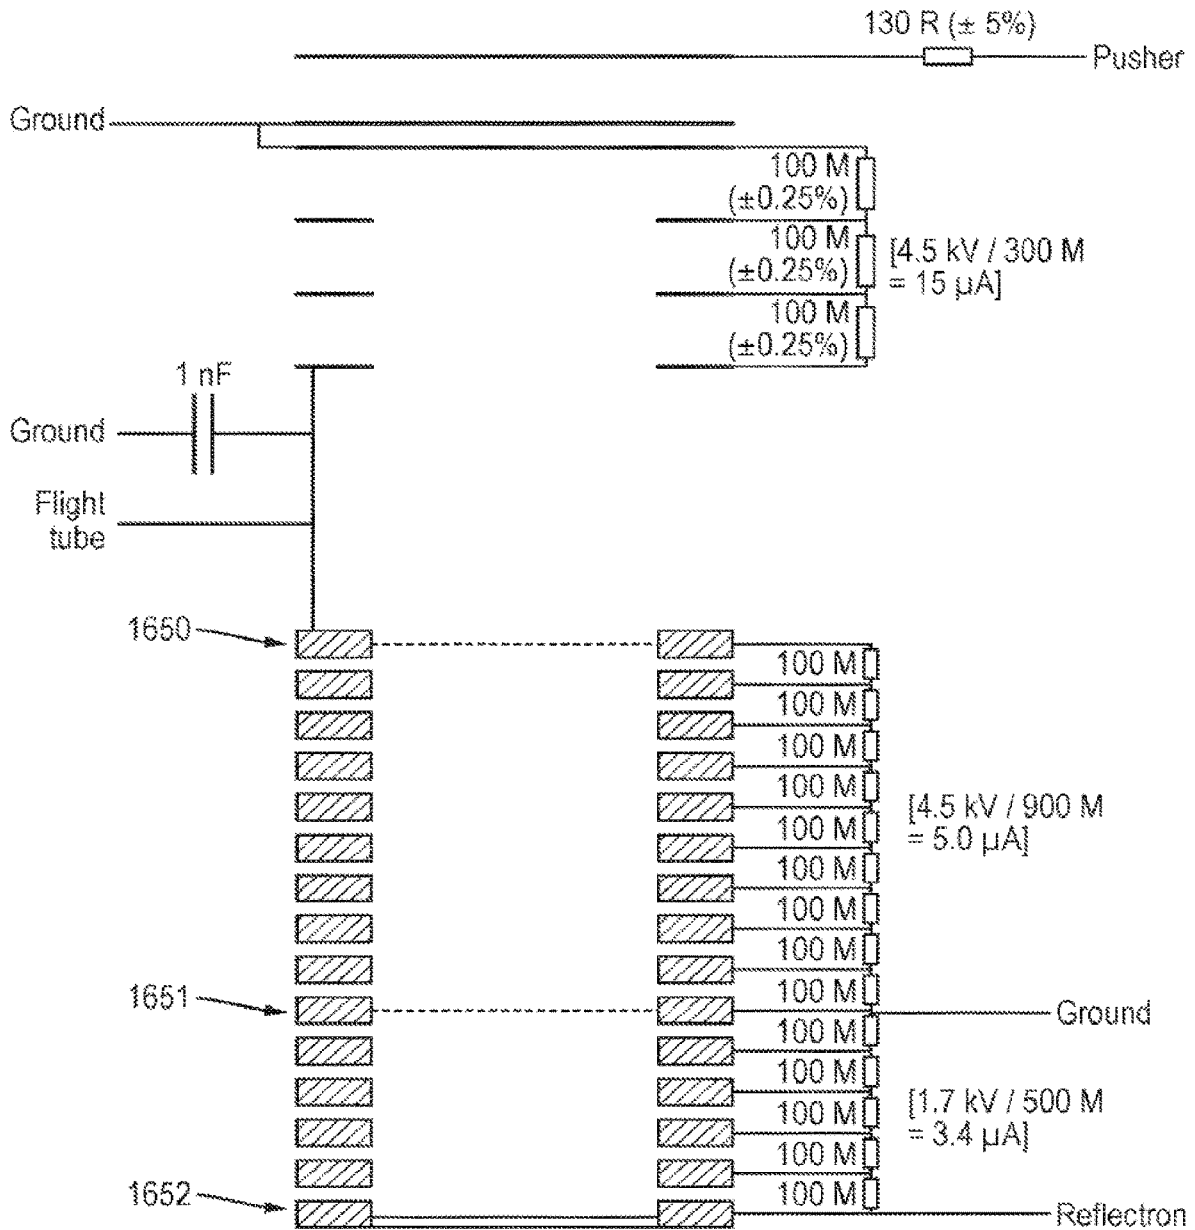 130 R (± 5%)
Pusher
Ground
100 M
(±0.25%)
100 M
(±0.25%)
[4.5 kV / 300 M
= 15 µA]
100 M
(±0.25%)
1 nF
Ground
Flight
tube
1650
100 M
100 M
100 M
100 M
[4.5 kV / 900 M
= 5.0 µA]
100 M
100 M
100 M
100 M
1651
100 M
Ground
100 M
100 M
[1.7 kV / 500 M
= 3.4 µA]
100 M
100 M
1652
100 M
Reflectron